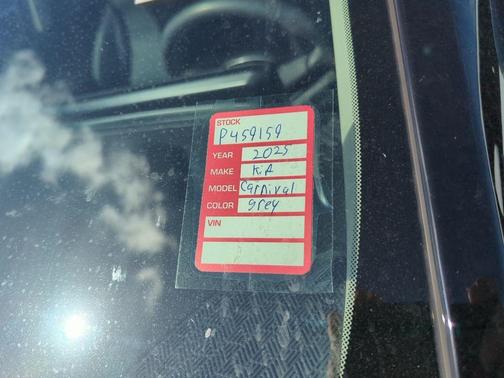 STOCK
P459159
YEAR 2025
MAKE KiA
MODEL Carnival
COLOR grey
VIN